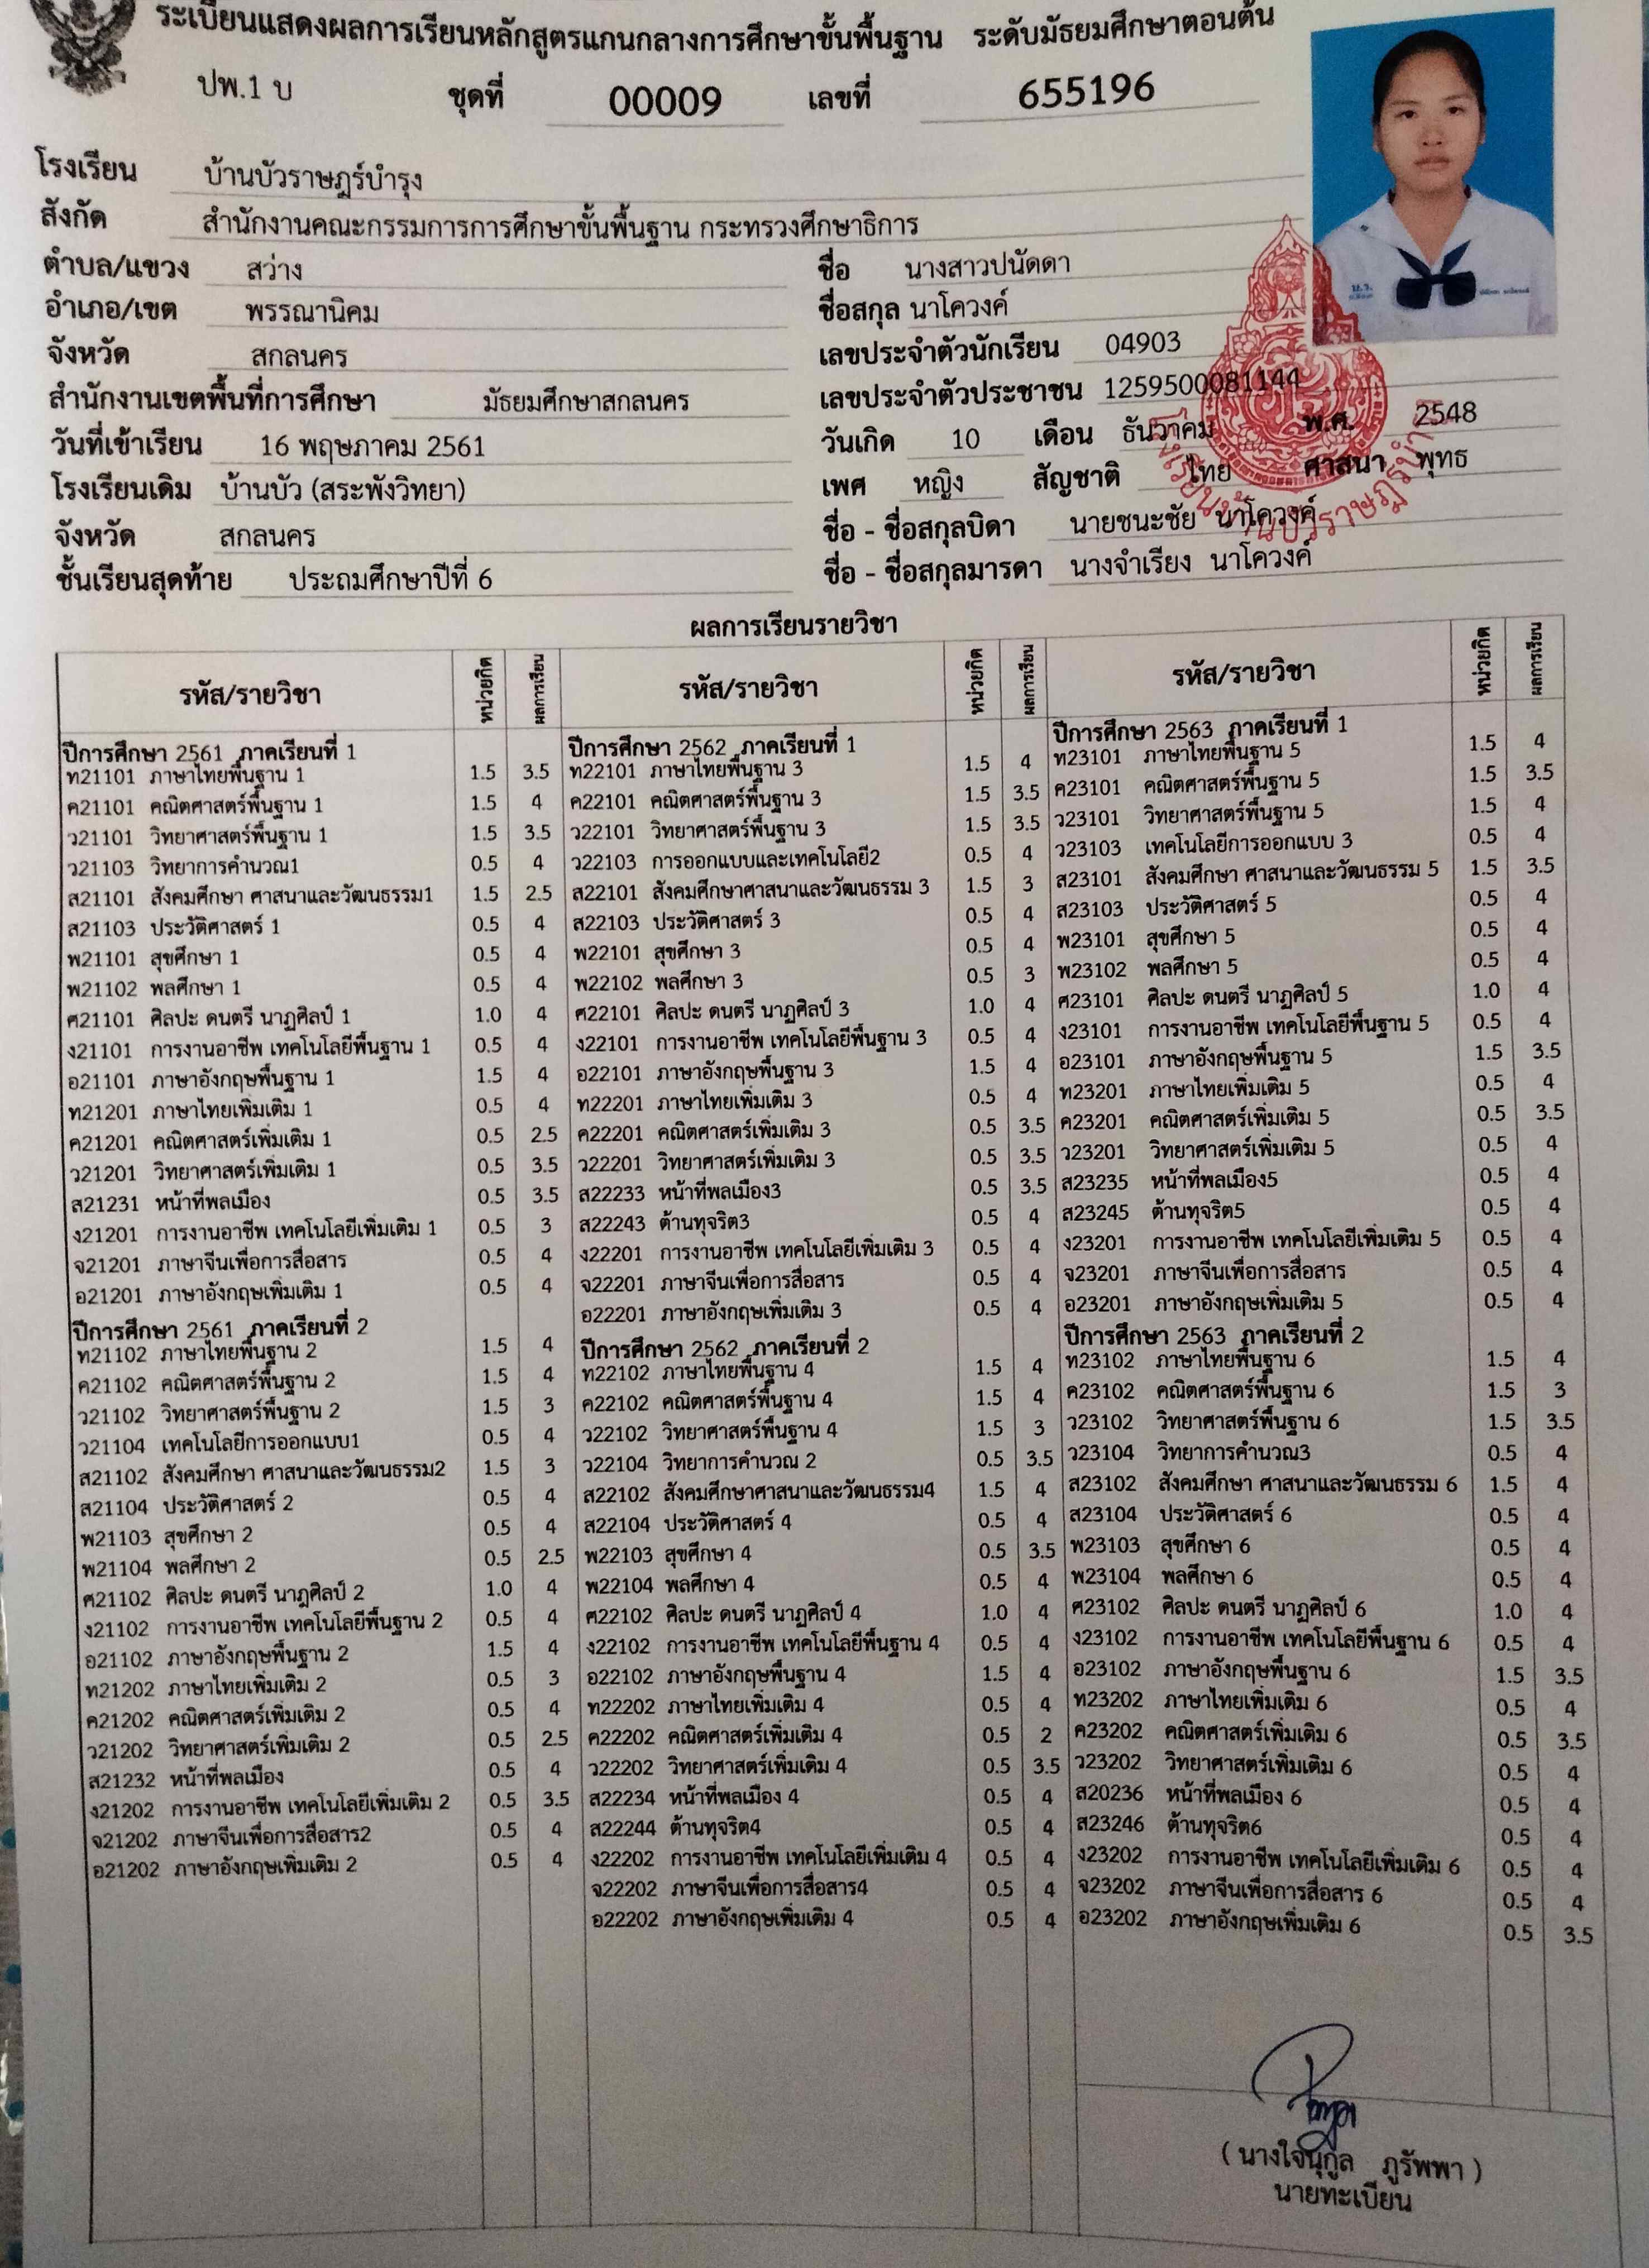 ระเบียนแสดงผลการเรียนหลักสูตรแกนกลางการศึกษาขั้นพื้นฐาน ระดับมัธยมศึกษาตอนต้น
ปพ.1 บ ชุดที่ 00009 เลขที่ 655196
โรงเรียน บ้านบัวราษฎร์บำรุง
สังกัด สำนักงานคณะกรรมการการศึกษาขั้นพื้นฐาน กระทรวงศึกษาธิการ
ตำบล/แขวง สว่าง
อำเภอ/เขต พรรณานิคม
จังหวัด สกลนคร
สำนักงานเขตพื้นที่การศึกษา มัธยมศึกษาสกลนคร
วันที่เข้าเรียน 16 พฤษภาคม 2561
โรงเรียนเดิม บ้านบัว (สระพังวิทยา)
จังหวัด สกลนคร
ชั้นเรียนสุดท้าย ประถมศึกษาปีที่ 6
ชื่อ นางสาวปนัดดา
ชื่อสกุล นาโควงค์
เลขประจำตัวนักเรียน 04903
เลขประจำตัวประชาชน 1259500081144
วันเกิด 10 เดือน ธันวาคม พ.ศ. 2548
เพศ หญิง สัญชาติ ไทย ศาสนา พุทธ
ชื่อ - ชื่อสกุลบิดา นายชนะชัย นาโควงค์
ชื่อ - ชื่อสกุลมารดา นางจำเรียง นาโควงค์
โรงเรียนบ้านบัวราษฎร์บำรุง
ผลการเรียนรายวิชา
รหัส/รายวิชา หน่วยกิต ผลการเรียน
ปีการศึกษา 2561 ภาคเรียนที่ 1
ท21101 ภาษาไทยพื้นฐาน 1 1.5 3.5
ค21101 คณิตศาสตร์พื้นฐาน 1 1.5 4
ว21101 วิทยาศาสตร์พื้นฐาน 1 1.5 3.5
ว21103 วิทยาการคำนวณ1 0.5 4
ส21101 สังคมศึกษา ศาสนาและวัฒนธรรม1 1.5 2.5
ส21103 ประวัติศาสตร์ 1 0.5 4
พ21101 สุขศึกษา 1 0.5 4
พ21102 พลศึกษา 1 0.5 4
ศ21101 ศิลปะ ดนตรี นาฏศิลป์ 1 1.0 4
ง21101 การงานอาชีพ เทคโนโลยีพื้นฐาน 1 0.5 4
อ21101 ภาษาอังกฤษพื้นฐาน 1 1.5 4
ท21201 ภาษาไทยเพิ่มเติม 1 0.5 4
ค21201 คณิตศาสตร์เพิ่มเติม 1 0.5 2.5
ว21201 วิทยาศาสตร์เพิ่มเติม 1 0.5 3.5
ส21231 หน้าที่พลเมือง 0.5 3.5
ง21201 การงานอาชีพ เทคโนโลยีเพิ่มเติม 1 0.5 3
จ21201 ภาษาจีนเพื่อการสื่อสาร 0.5 4
อ21201 ภาษาอังกฤษเพิ่มเติม 1 0.5 4
ปีการศึกษา 2561 ภาคเรียนที่ 2
ท21102 ภาษาไทยพื้นฐาน 2 1.5 4
ค21102 คณิตศาสตร์พื้นฐาน 2 1.5 4
ว21102 วิทยาศาสตร์พื้นฐาน 2 1.5 3
ว21104 เทคโนโลยีการออกแบบ1 0.5 4
ส21102 สังคมศึกษา ศาสนาและวัฒนธรรม2 1.5 3
ส21104 ประวัติศาสตร์ 2 0.5 4
พ21103 สุขศึกษา 2 0.5 4
พ21104 พลศึกษา 2 0.5 2.5
ศ21102 ศิลปะ ดนตรี นาฏศิลป์ 2 1.0 4
ง21102 การงานอาชีพ เทคโนโลยีพื้นฐาน 2 0.5 4
อ21102 ภาษาอังกฤษพื้นฐาน 2 1.5 4
ท21202 ภาษาไทยเพิ่มเติม 2 0.5 3
ค21202 คณิตศาสตร์เพิ่มเติม 2 0.5 4
ว21202 วิทยาศาสตร์เพิ่มเติม 2 0.5 2.5
ส21232 หน้าที่พลเมือง 0.5 4
ง21202 การงานอาชีพ เทคโนโลยีเพิ่มเติม 2 0.5 3.5
จ21202 ภาษาจีนเพื่อการสื่อสาร2 0.5 4
อ21202 ภาษาอังกฤษเพิ่มเติม 2 0.5 4
รหัส/รายวิชา หน่วยกิต ผลการเรียน
ปีการศึกษา 2562 ภาคเรียนที่ 1
ท22101 ภาษาไทยพื้นฐาน 3 1.5 4
ค22101 คณิตศาสตร์พื้นฐาน 3 1.5 3.5
ว22101 วิทยาศาสตร์พื้นฐาน 3 1.5 3.5
ว22103 การออกแบบและเทคโนโลยี2 0.5 4
ส22101 สังคมศึกษาศาสนาและวัฒนธรรม 3 1.5 3
ส22103 ประวัติศาสตร์ 3 0.5 4
พ22101 สุขศึกษา 3 0.5 4
พ22102 พลศึกษา 3 0.5 3
ศ22101 ศิลปะ ดนตรี นาฏศิลป์ 3 1.0 4
ง22101 การงานอาชีพ เทคโนโลยีพื้นฐาน 3 0.5 4
อ22101 ภาษาอังกฤษพื้นฐาน 3 1.5 4
ท22201 ภาษาไทยเพิ่มเติม 3 0.5 4
ค22201 คณิตศาสตร์เพิ่มเติม 3 0.5 3.5
ว22201 วิทยาศาสตร์เพิ่มเติม 3 0.5 3.5
ส22233 หน้าที่พลเมือง3 0.5 3.5
ส22243 ต้านทุจริต3 0.5 4
ง22201 การงานอาชีพ เทคโนโลยีเพิ่มเติม 3 0.5 4
จ22201 ภาษาจีนเพื่อการสื่อสาร 0.5 4
อ22201 ภาษาอังกฤษเพิ่มเติม 3 0.5 4
ปีการศึกษา 2562 ภาคเรียนที่ 2
ท22102 ภาษาไทยพื้นฐาน 4 1.5 4
ค22102 คณิตศาสตร์พื้นฐาน 4 1.5 4
ว22102 วิทยาศาสตร์พื้นฐาน 4 1.5 3
ว22104 วิทยาการคำนวณ 2 0.5 3.5
ส22102 สังคมศึกษาศาสนาและวัฒนธรรม4 1.5 4
ส22104 ประวัติศาสตร์ 4 0.5 4
พ22103 สุขศึกษา 4 0.5 3.5
พ22104 พลศึกษา 4 0.5 4
ศ22102 ศิลปะ ดนตรี นาฏศิลป์ 4 1.0 4
ง22102 การงานอาชีพ เทคโนโลยีพื้นฐาน 4 0.5 4
อ22102 ภาษาอังกฤษพื้นฐาน 4 1.5 4
ท22202 ภาษาไทยเพิ่มเติม 4 0.5 4
ค22202 คณิตศาสตร์เพิ่มเติม 4 0.5 2
ว22202 วิทยาศาสตร์เพิ่มเติม 4 0.5 3.5
ส22234 หน้าที่พลเมือง 4 0.5 4
ส22244 ต้านทุจริต4 0.5 4
ง22202 การงานอาชีพ เทคโนโลยีเพิ่มเติม 4 0.5 4
จ22202 ภาษาจีนเพื่อการสื่อสาร4 0.5 4
อ22202 ภาษาอังกฤษเพิ่มเติม 4 0.5 4
รหัส/รายวิชา หน่วยกิต ผลการเรียน
ปีการศึกษา 2563 ภาคเรียนที่ 1
ท23101 ภาษาไทยพื้นฐาน 5 1.5 4
ค23101 คณิตศาสตร์พื้นฐาน 5 1.5 3.5
ว23101 วิทยาศาสตร์พื้นฐาน 5 1.5 4
ว23103 เทคโนโลยีการออกแบบ 3 0.5 4
ส23101 สังคมศึกษา ศาสนาและวัฒนธรรม 5 1.5 3.5
ส23103 ประวัติศาสตร์ 5 0.5 4
พ23101 สุขศึกษา 5 0.5 4
พ23102 พลศึกษา 5 0.5 4
ศ23101 ศิลปะ ดนตรี นาฏศิลป์ 5 1.0 4
ง23101 การงานอาชีพ เทคโนโลยีพื้นฐาน 5 0.5 4
อ23101 ภาษาอังกฤษพื้นฐาน 5 1.5 3.5
ท23201 ภาษาไทยเพิ่มเติม 5 0.5 4
ค23201 คณิตศาสตร์เพิ่มเติม 5 0.5 3.5
ว23201 วิทยาศาสตร์เพิ่มเติม 5 0.5 4
ส23235 หน้าที่พลเมือง5 0.5 4
ส23245 ต้านทุจริต5 0.5 4
ง23201 การงานอาชีพ เทคโนโลยีเพิ่มเติม 5 0.5 4
จ23201 ภาษาจีนเพื่อการสื่อสาร 0.5 4
อ23201 ภาษาอังกฤษเพิ่มเติม 5 0.5 4
ปีการศึกษา 2563 ภาคเรียนที่ 2
ท23102 ภาษาไทยพื้นฐาน 6 1.5 4
ค23102 คณิตศาสตร์พื้นฐาน 6 1.5 3
ว23102 วิทยาศาสตร์พื้นฐาน 6 1.5 3.5
ว23104 วิทยาการคำนวณ3 0.5 4
ส23102 สังคมศึกษา ศาสนาและวัฒนธรรม 6 1.5 4
ส23104 ประวัติศาสตร์ 6 0.5 4
พ23103 สุขศึกษา 6 0.5 4
พ23104 พลศึกษา 6 0.5 4
ศ23102 ศิลปะ ดนตรี นาฏศิลป์ 6 1.0 4
ง23102 การงานอาชีพ เทคโนโลยีพื้นฐาน 6 0.5 4
อ23102 ภาษาอังกฤษพื้นฐาน 6 1.5 3.5
ท23202 ภาษาไทยเพิ่มเติม 6 0.5 4
ค23202 คณิตศาสตร์เพิ่มเติม 6 0.5 3.5
ว23202 วิทยาศาสตร์เพิ่มเติม 6 0.5 4
ส20236 หน้าที่พลเมือง 6 0.5 4
ส23246 ต้านทุจริต6 0.5 4
ง23202 การงานอาชีพ เทคโนโลยีเพิ่มเติม 6 0.5 4
จ23202 ภาษาจีนเพื่อการสื่อสาร 6 0.5 4
อ23202 ภาษาอังกฤษเพิ่มเติม 6 0.5 3.5
( นางใจนุกูล ภูรัพพา )
นายทะเบียน